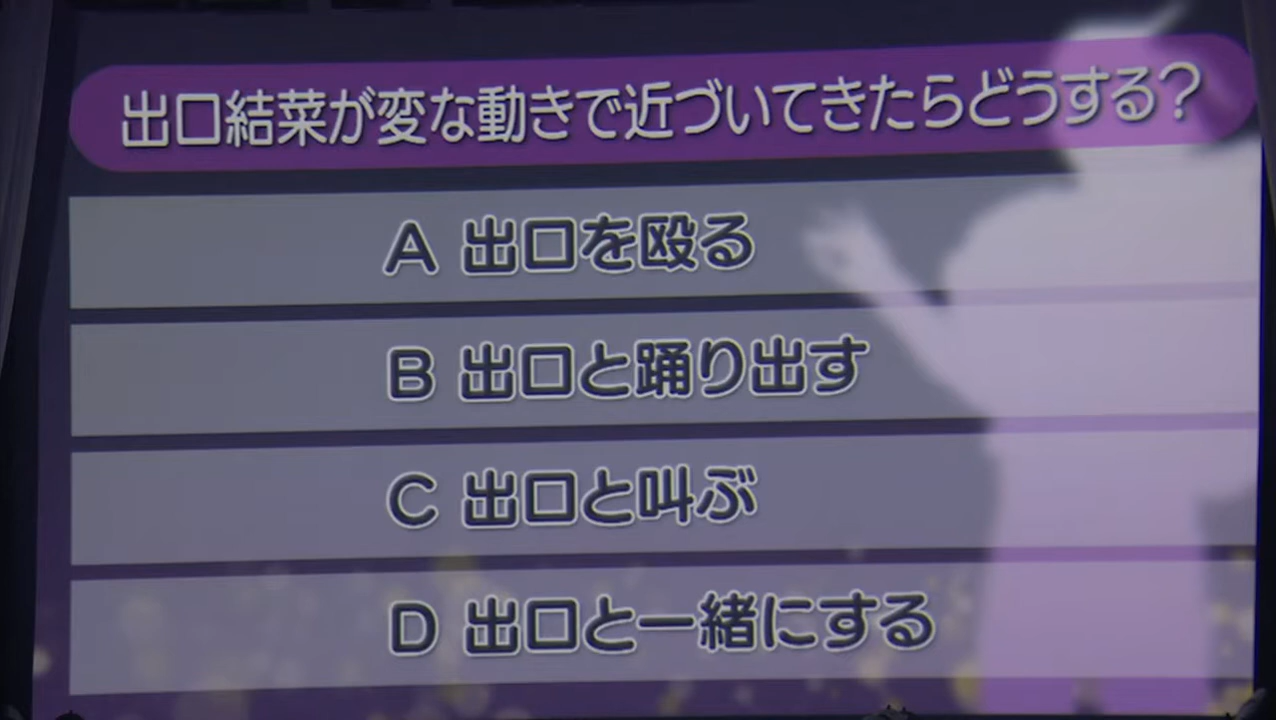 出口結菜が変な動きで近づいてきたらどうする?
A 出口を殴る
B 出口と踊り出す
C 出口と叫ぶ
D 出口と一緒にする